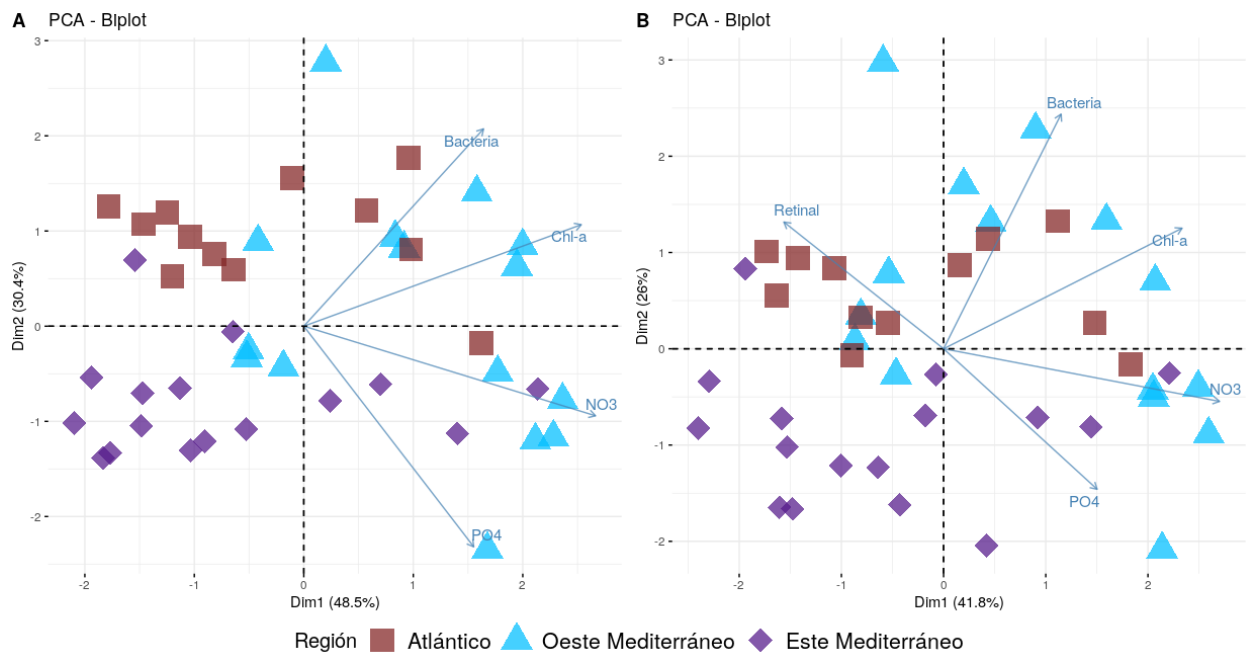 A PCA - Biplot
3
2
1
0
-1
-2
Dim2 (30.4%)
Bacteria
Chl-a
NO3
PO4
-2 -1 0 1 2
Dim1 (48.5%)
B PCA - Biplot
3
2
1
0
-1
-2
Dim2 (26%)
Bacteria
Retinal
Chl-a
NO3
PO4
-2 -1 0 1 2
Dim1 (41.8%)
Región Atlántico Oeste Mediterráneo Este Mediterráneo